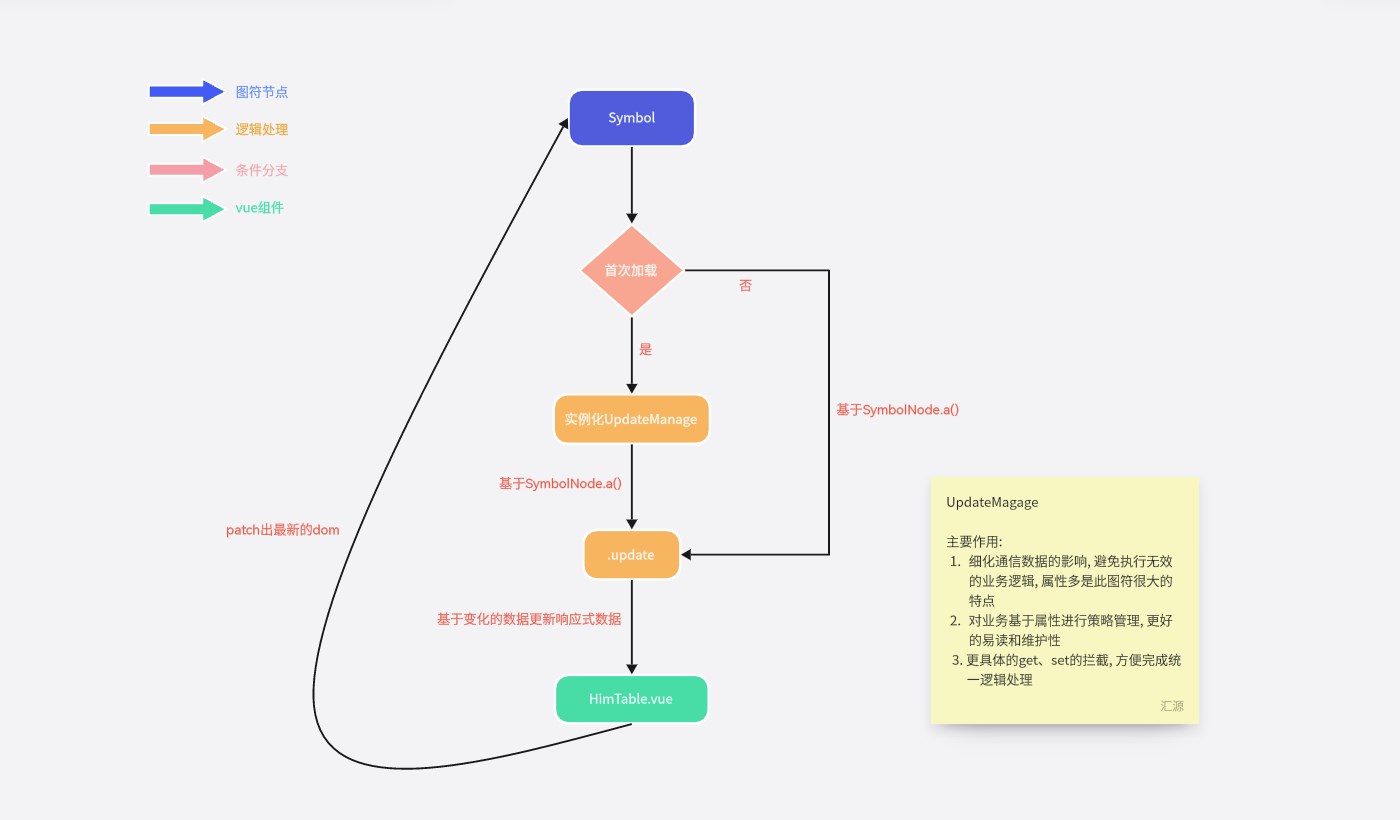 图符节点
逻辑处理
条件分支
vue组件
Symbol
首次加载
否
是
基于SymbolNode.a()
实例化UpdateManage
基于SymbolNode.a()
patch出最新的dom
.update
基于变化的数据更新响应式数据
HimTable.vue
UpdateMagage
主要作用:
1. 细化通信数据的影响, 避免执行无效
的业务逻辑, 属性多是此图符很大的
特点
2. 对业务基于属性进行策略管理, 更好
的易读和维护性
3. 更具体的get、set的拦截, 方便完成统
一逻辑处理
汇源